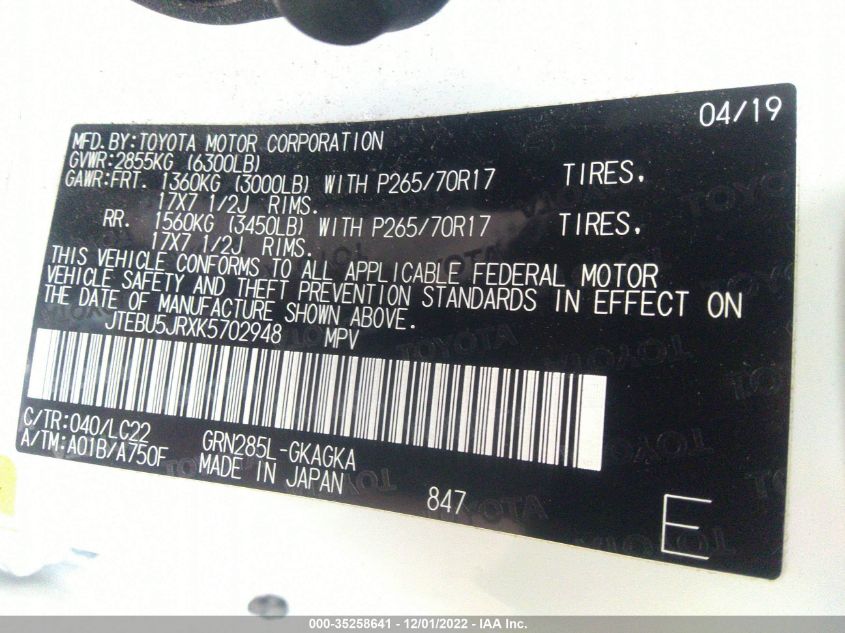 04/19
MFD.BY:TOYOTA MOTOR CORPORATION
GVWR:2855KG (6300LB)
GAWR:FRT. 1360KG (3000LB) WITH P265/70R17 TIRES,
17X7 1/2J RIMS.
RR. 1560KG (3450LB) WITH P265/70R17 TIRES,
17X7 1/2J RIMS.
THIS VEHICLE CONFORMS TO ALL APPLICABLE FEDERAL MOTOR
VEHICLE SAFETY AND THEFT PREVENTION STANDARDS IN EFFECT ON
THE DATE OF MANUFACTURE SHOWN ABOVE.
JTEBU5JRXK5702948 MPV
C/TR:040/LC22
A/TM:A01B/A750F
GRN285L-GKAGKA
MADE IN JAPAN
847
E
000-35258641 - 12/01/2022 - IAA Inc.